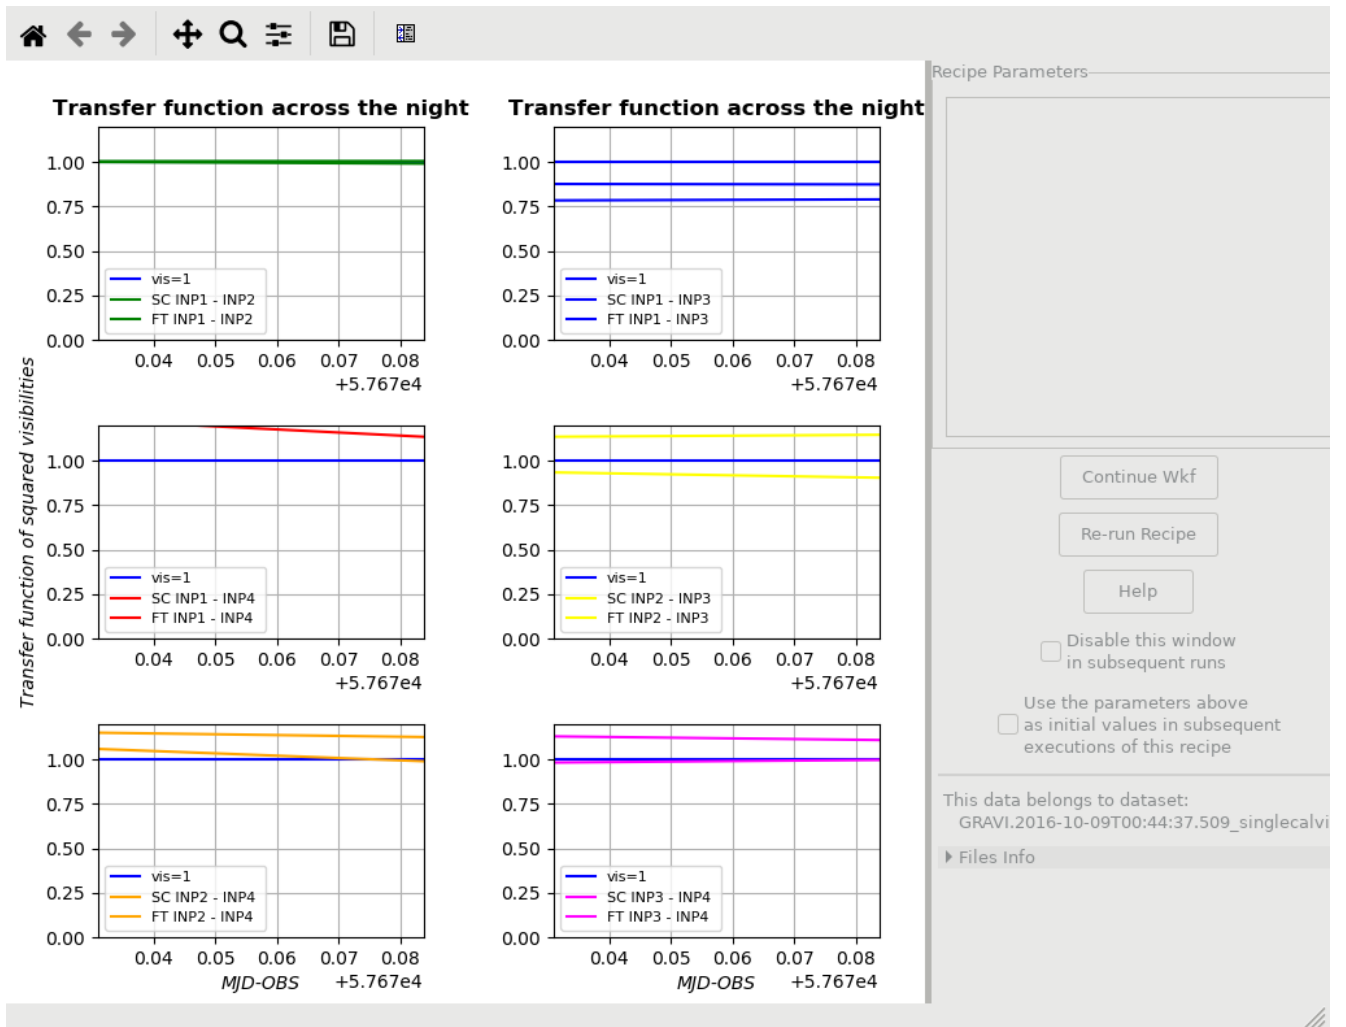 Recipe Parameters
Transfer function across the night
Transfer function across the night
Transfer function of squared visibilities
1.00
0.75
0.50
0.25
0.00
vis=1
SC INP1 - INP2
FT INP1 - INP2
0.04 0.05 0.06 0.07 0.08
+5.767e4
1.00
0.75
0.50
0.25
0.00
vis=1
SC INP1 - INP3
FT INP1 - INP3
0.04 0.05 0.06 0.07 0.08
+5.767e4
1.00
0.75
0.50
0.25
0.00
vis=1
SC INP1 - INP4
FT INP1 - INP4
0.04 0.05 0.06 0.07 0.08
+5.767e4
1.00
0.75
0.50
0.25
0.00
vis=1
SC INP2 - INP3
FT INP2 - INP3
0.04 0.05 0.06 0.07 0.08
+5.767e4
1.00
0.75
0.50
0.25
0.00
vis=1
SC INP2 - INP4
FT INP2 - INP4
0.04 0.05 0.06 0.07 0.08
MJD-OBS +5.767e4
1.00
0.75
0.50
0.25
0.00
vis=1
SC INP3 - INP4
FT INP3 - INP4
0.04 0.05 0.06 0.07 0.08
MJD-OBS +5.767e4
Continue Wkf
Re-run Recipe
Help
Disable this window
in subsequent runs
Use the parameters above
as initial values in subsequent
executions of this recipe
This data belongs to dataset:
GRAVI.2016-10-09T00:44:37.509_singlecalvi
Files Info